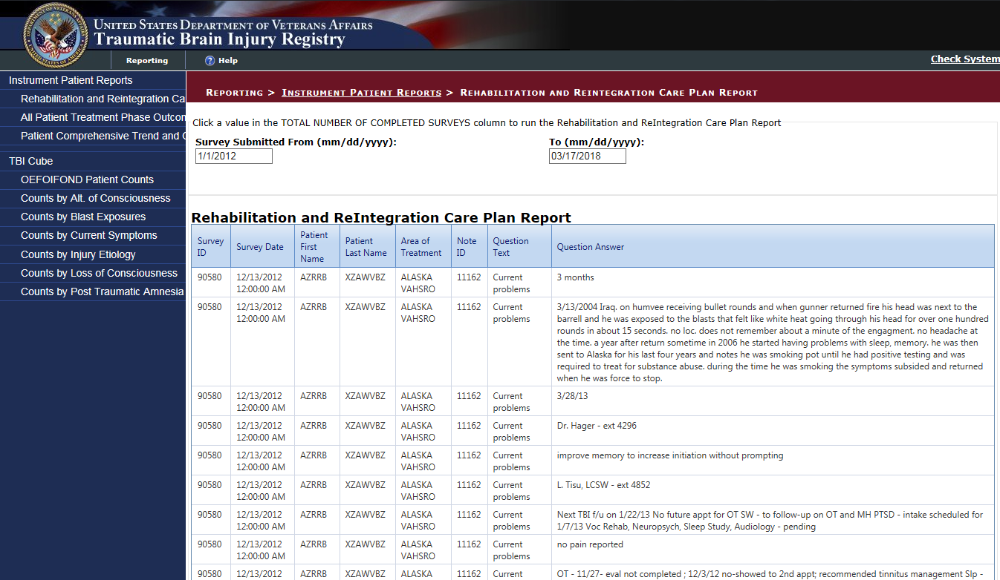 UNITED STATES DEPARTMENT OF VETERANS AFFAIRS
Traumatic Brain Injury Registry
Reporting
? Help
Check System
Instrument Patient Reports
Rehabilitation and Reintegration Ca
All Patient Treatment Phase Outcon
Patient Comprehensive Trend and
TBI Cube
OEFOIFOND Patient Counts
Counts by Alt. of Consciousness
Counts by Blast Exposures
Counts by Current Symptoms
Counts by Injury Etiology
Counts by Loss of Consciousness
Counts by Post Traumatic Amnesia
REPORTING > INSTRUMENT PATIENT REPORTS > REHABILITATION AND REINTEGRATION CARE PLAN REPORT
Click a value in the TOTAL NUMBER OF COMPLETED SURVEYS column to run the Rehabilitation and ReIntegration Care Plan Report
Survey Submitted From (mm/dd/yyyy): To (mm/dd/yyyy):
1/1/2012 03/17/2018
Rehabilitation and ReIntegration Care Plan Report
Survey ID Survey Date Patient First Name Patient Last Name Area of Treatment Note ID Question Text Question Answer
90580 12/13/2012 AZRRB XZAWVBZ ALASKA 11162 Current 3 months
12:00:00 AM VAHSRO problems
90580 12/13/2012 AZRRB XZAWVBZ ALASKA 11162 Current 3/13/2004 Iraq. on humvee receiving bullet rounds and when gunner returned fire his head was next to the
12:00:00 AM VAHSRO problems barrell and he was exposed to the blasts that felt like white heat going through his head for over one hundred
rounds in about 15 seconds. no loc. does not remember about a minute of the engagment. no headache at
the time. a year after return sometime in 2006 he started having problems with sleep, memory. he was then
sent to Alaska for his last four years and notes he was smoking pot until he had positive testing and was
required to treat for substance abuse. during the time he was smoking the symptoms subsided and returned
when he was force to stop.
90580 12/13/2012 AZRRB XZAWVBZ ALASKA 11162 Current 3/28/13
12:00:00 AM VAHSRO problems
90580 12/13/2012 AZRRB XZAWVBZ ALASKA 11162 Current Dr. Hager - ext 4296
12:00:00 AM VAHSRO problems
90580 12/13/2012 AZRRB XZAWVBZ ALASKA 11162 Current improve memory to increase initiation without prompting
12:00:00 AM VAHSRO problems
90580 12/13/2012 AZRRB XZAWVBZ ALASKA 11162 Current L. Tisu, LCSW - ext 4852
12:00:00 AM VAHSRO problems
90580 12/13/2012 AZRRB XZAWVBZ ALASKA 11162 Current Next TBI f/u on 1/22/13 No future appt for OT SW - to follow-up on OT and MH PTSD - intake scheduled for
12:00:00 AM VAHSRO problems 1/7/13 Voc Rehab, Neuropsych, Sleep Study, Audiology - pending
90580 12/13/2012 AZRRB XZAWVBZ ALASKA 11162 Current no pain reported
12:00:00 AM VAHSRO problems
90580 12/13/2012 AZRRB XZAWVBZ ALASKA 11162 Current OT - 11/27- eval not completed ; 12/3/12 no-showed to 2nd appt; recommended tinnitus management Slp -